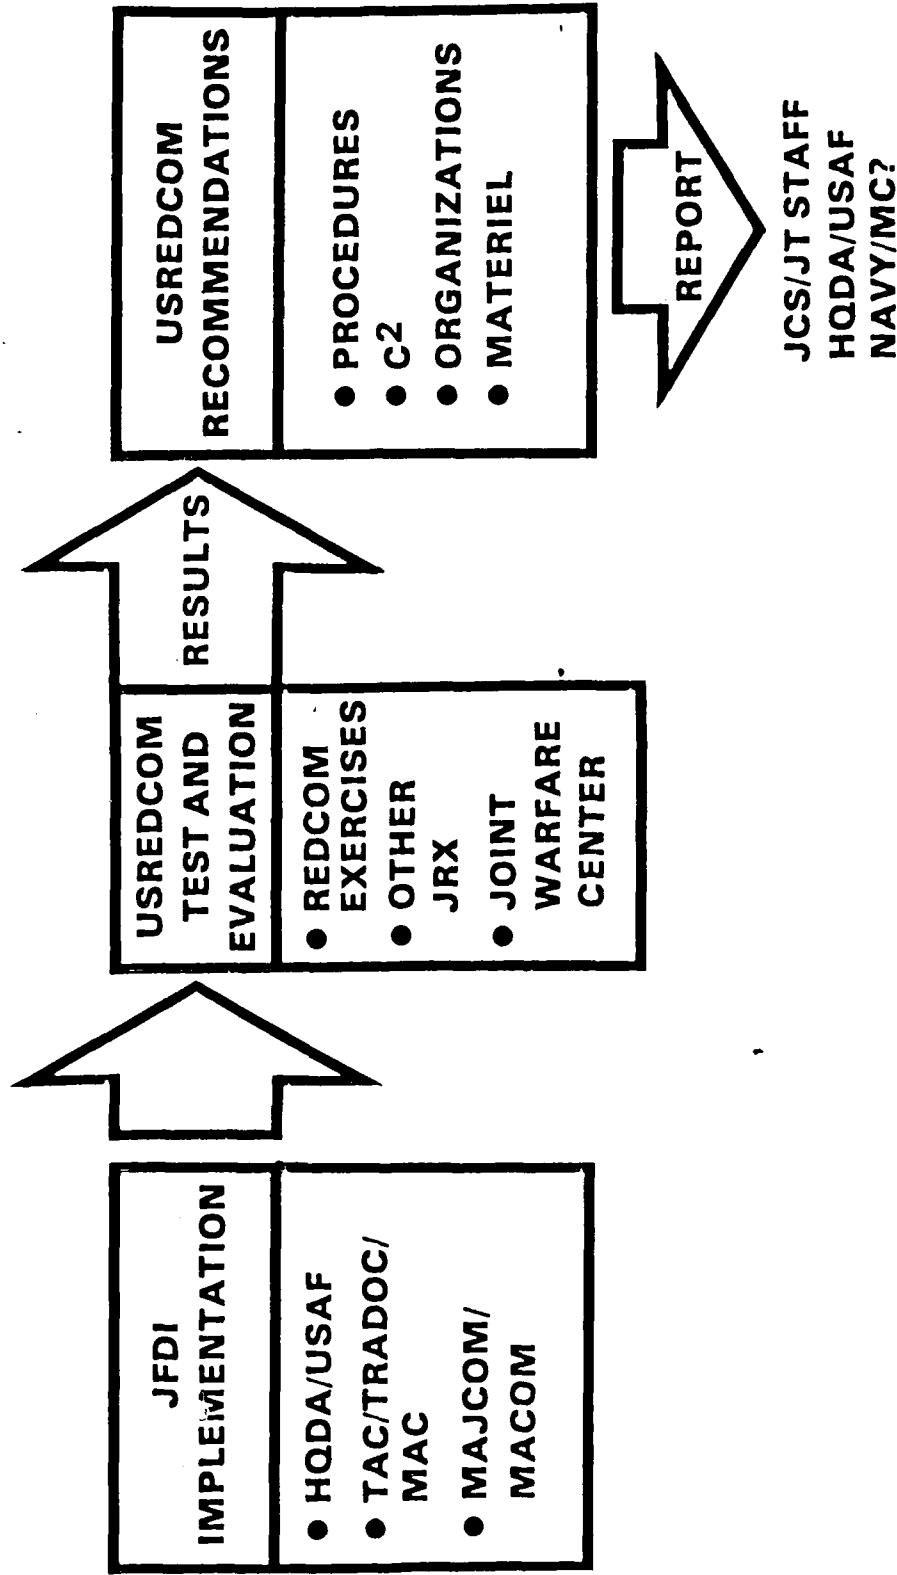 JFDI
IMPLEMENTATION
● HQDA/USAF
● TAC/TRADOC/
MAC
● MAJCOM/
MACOM
USREDCOM
TEST AND
EVALUATION
● REDCOM
EXERCISES
● OTHER
JRX
● JOINT
WARFARE
CENTER
RESULTS
USREDCOM
RECOMMENDATIONS
● PROCEDURES
● C2
● ORGANIZATIONS
● MATERIEL
REPORT
JCS/JT STAFF
HQDA/USAF
NAVY/MC?